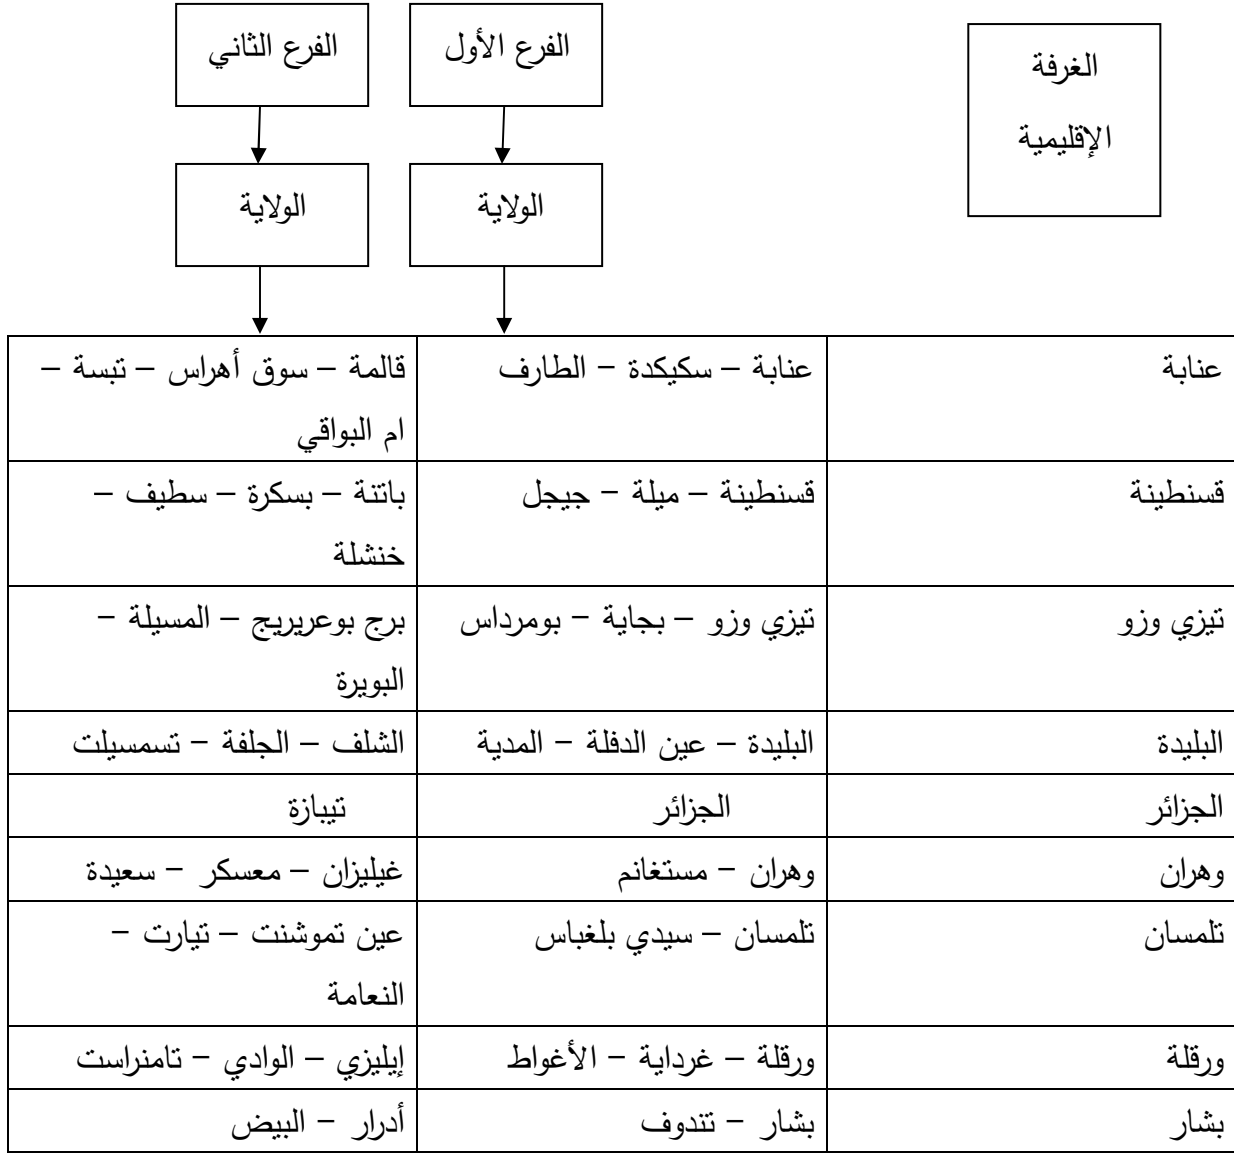 الغرفة
الإقليمية
الفرع الأول
الفرع الثاني
الولاية
الولاية
عنابة
عنابة – سكيكدة – الطارف
قالمة – سوق أهراس – تبسة –
ام البواقي
قسنطينة
قسنطينة – ميلة – جيجل
باتنة – بسكرة – سطيف –
خنشلة
تيزي وزو
تيزي وزو – بجاية – بومرداس
برج بوعريريج – المسيلة –
البويرة
البليدة
البليدة – عين الدفلة – المدية
الشلف – الجلفة – تسمسيلت
الجزائر
الجزائر
تيبازة
وهران
وهران – مستغانم
غيليزان – معسكر – سعيدة
تلمسان
تلمسان – سيدي بلغباس
عين تموشنت – تيارت –
النعامة
ورقلة
ورقلة – غرداية – الأغواط
إيليزي – الوادي – تامنراست
بشار
بشار – تندوف
أدرار – البيض